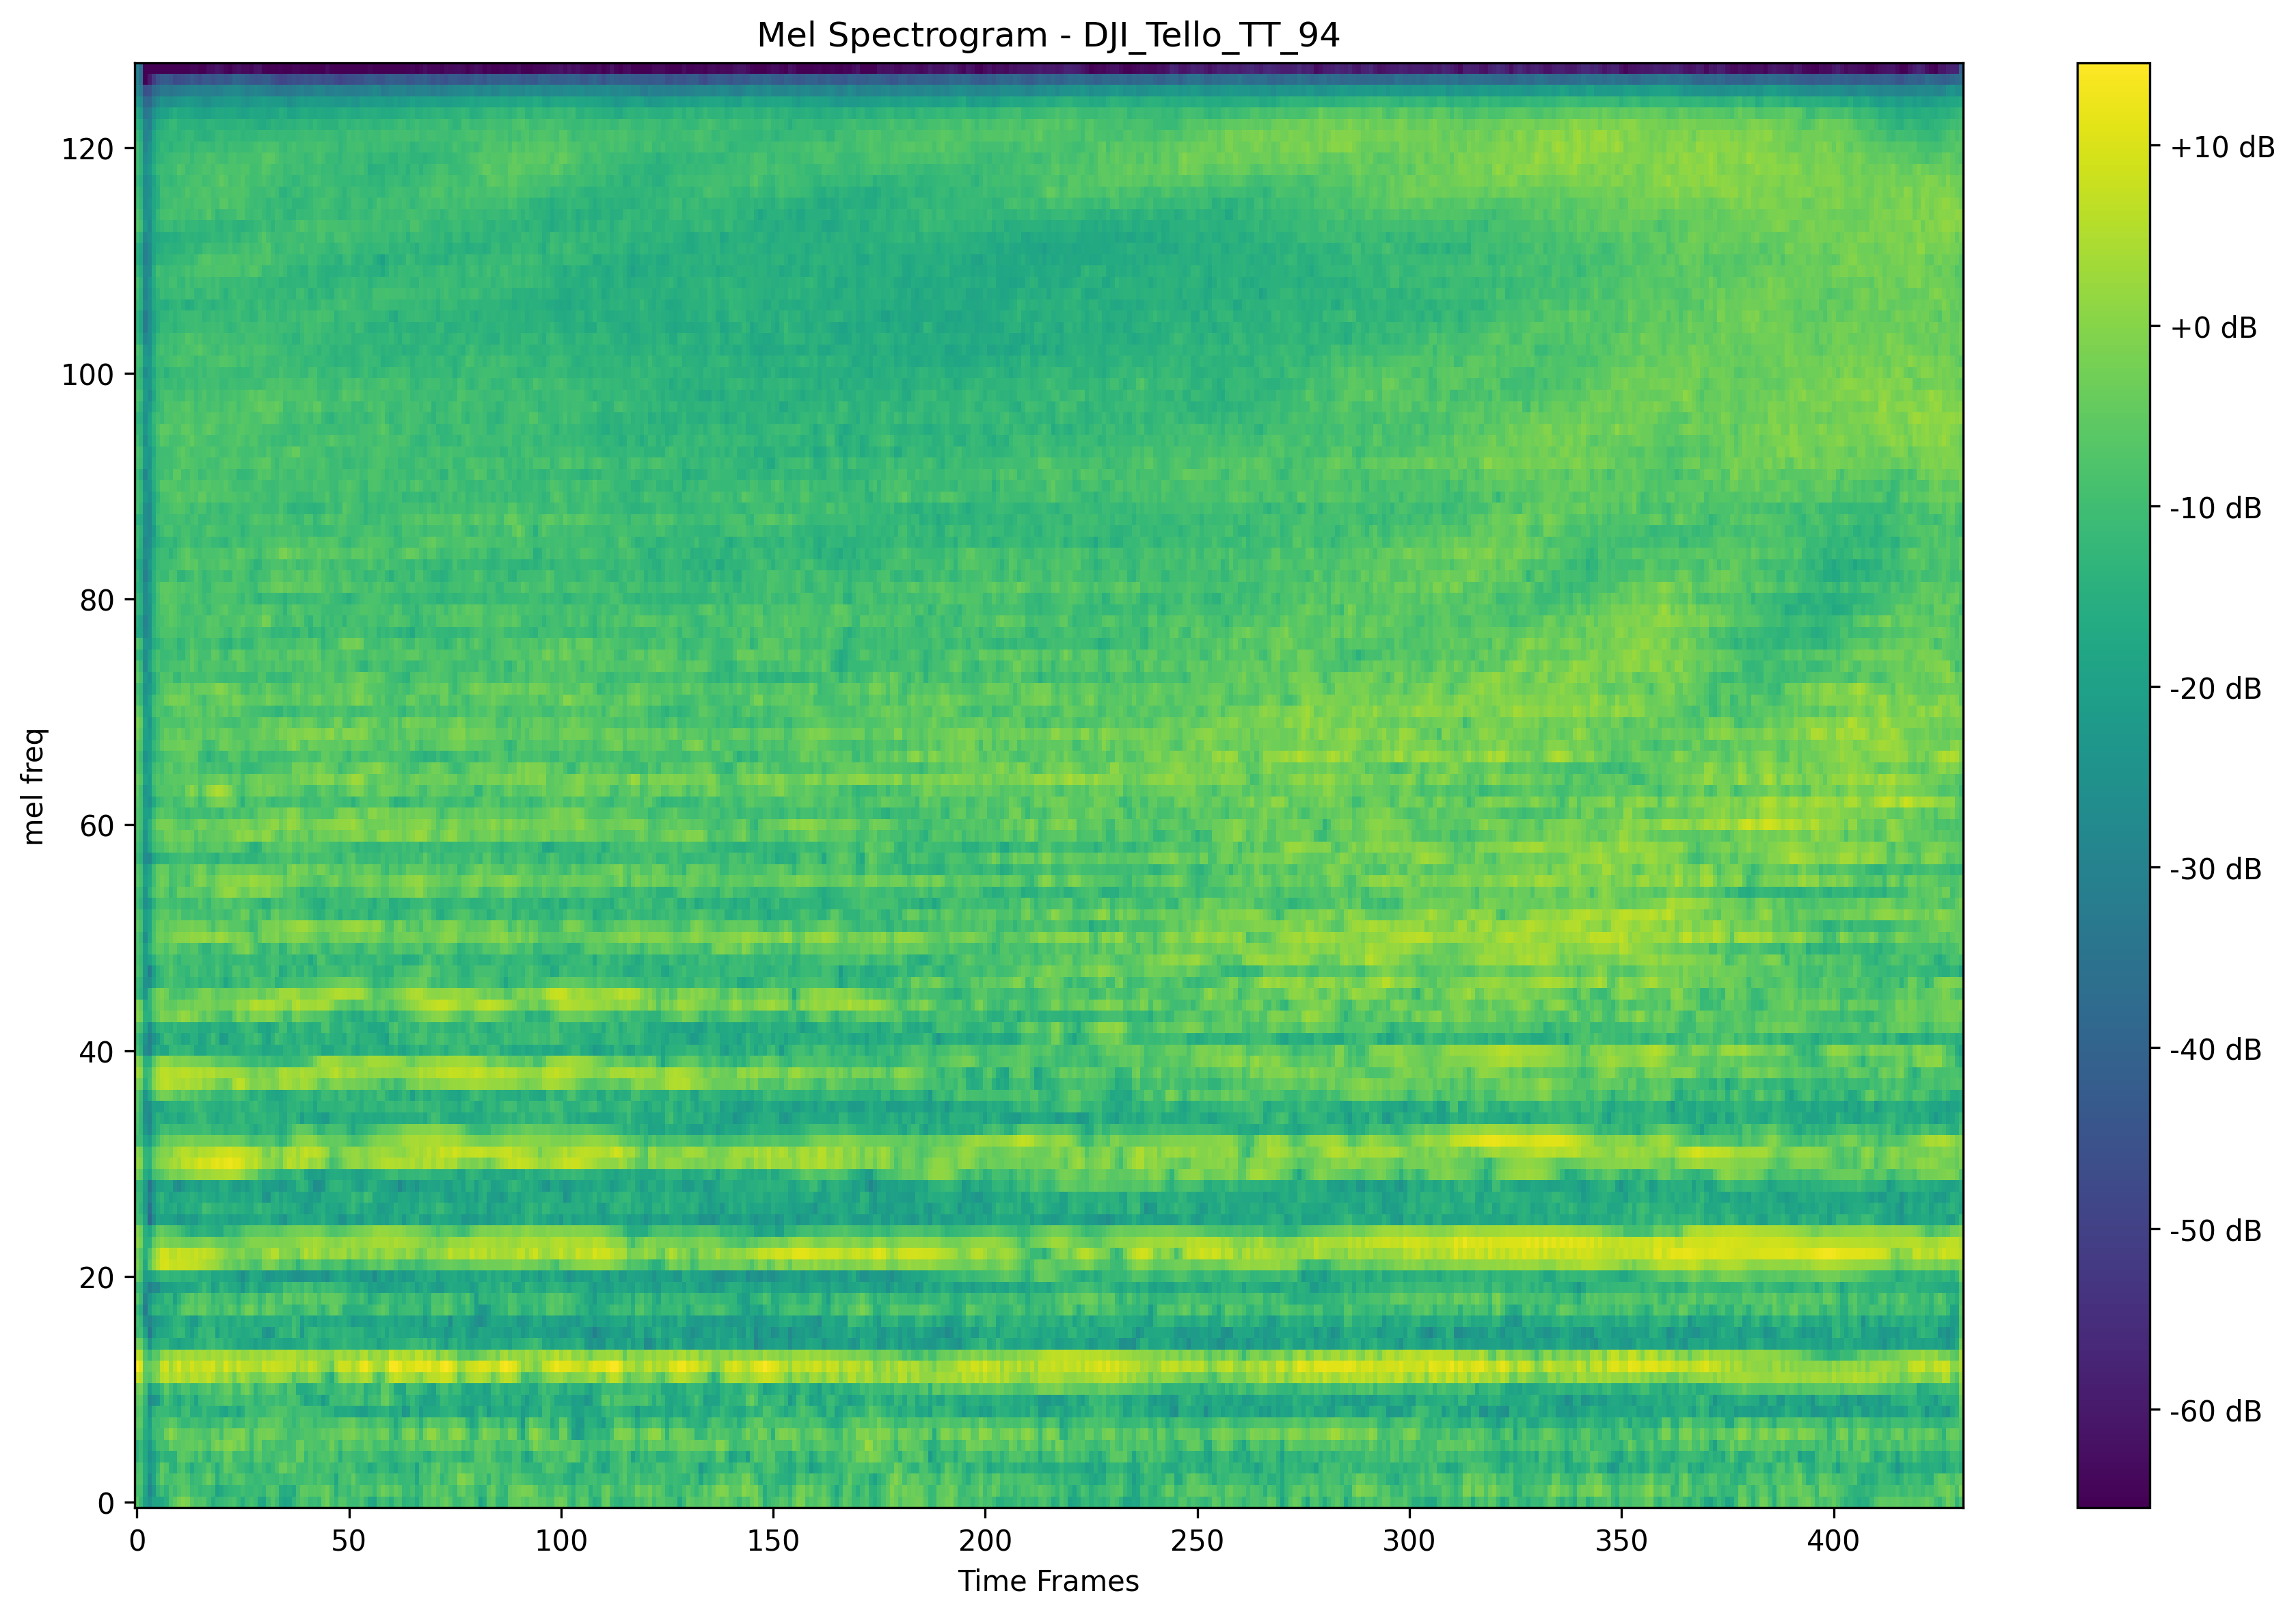 Mel Spectrogram - DJI_Tello_TT_94
120
100
80
60
40
20
0
mel freq
0 50 100 150 200 250 300 350 400
Time Frames
+10 dB
+0 dB
-10 dB
-20 dB
-30 dB
-40 dB
-50 dB
-60 dB